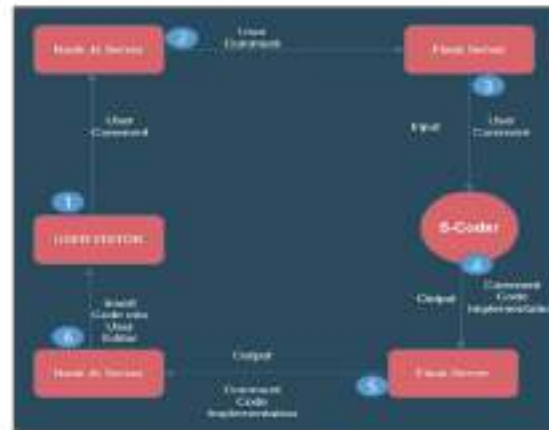 Node JS Server
2
User
Comment
Flask Server
3
User
Comment
Input
User
Comment
1
USER EDITOR
S-Coder
4
Insert
Code into
User
Editor
Output
Comment
Code
Implementation
6
Node JS Server
Output
Comment
Code
Implementation
5
Flask Server